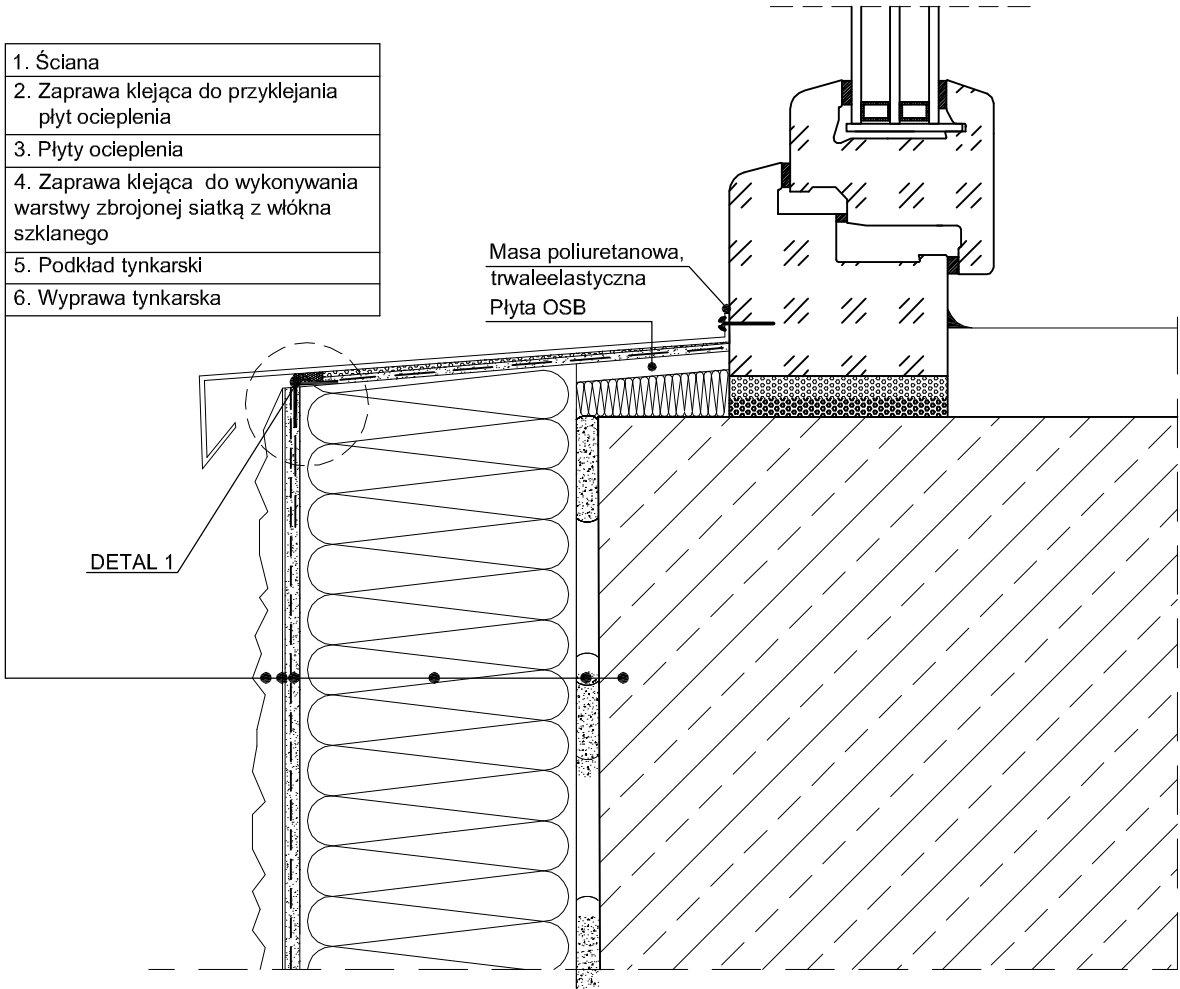 1. Ściana
2. Zaprawa klejąca do przyklejania
płyt ocieplenia
3. Płyty ocieplenia
4. Zaprawa klejąca do wykonywania
warstwy zbrojonej siatką z włókna
szklanego
5. Podkład tynkarski
6. Wyprawa tynkarska
Masa poliuretanowa,
trwaleelastyczna
Płyta OSB
DETAL 1